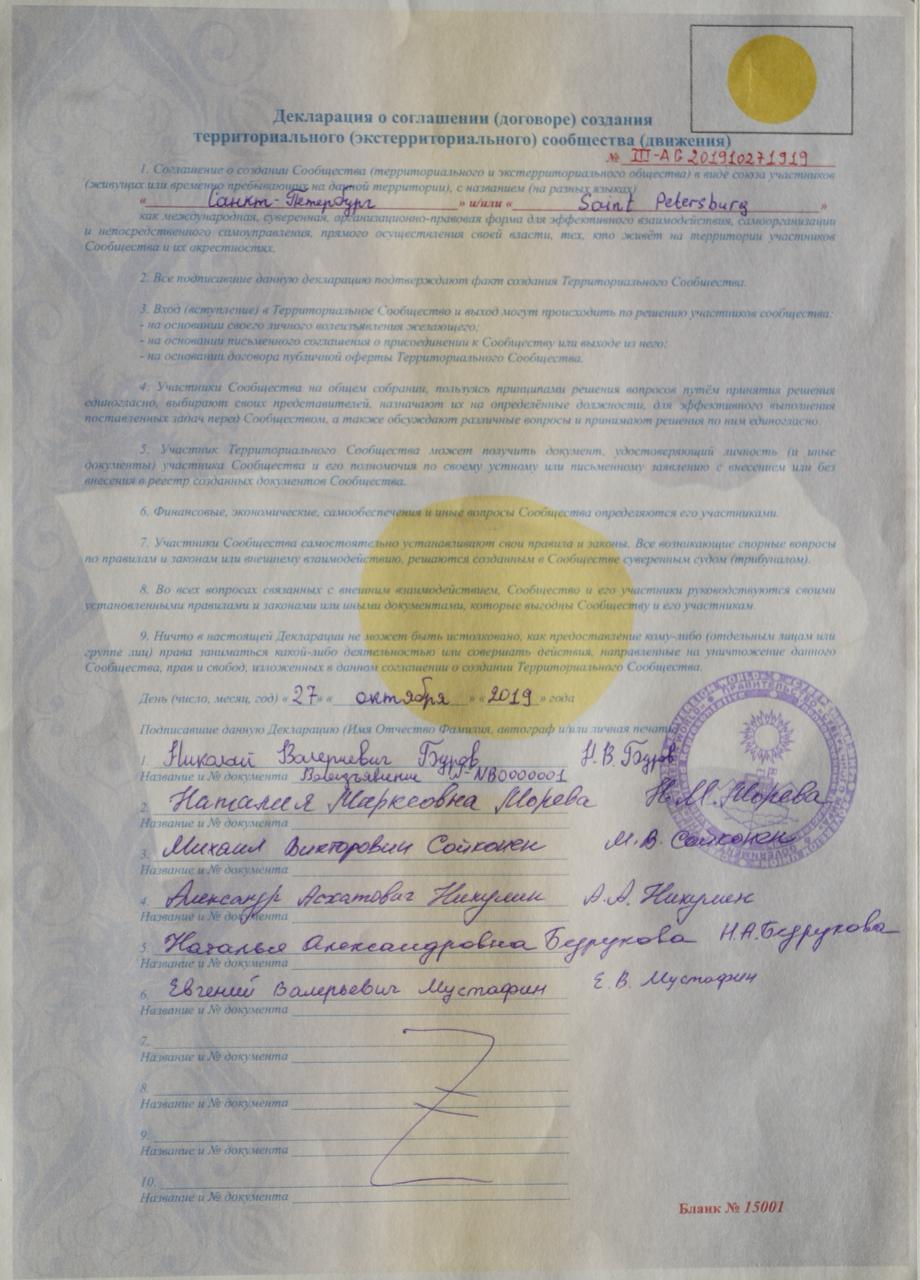 Декларация о соглашении (договоре) создания
территориального (экстерриториального) сообщества (движения)
№ III-AG 201910271919
1. Соглашение о создании Сообщества (территориального и экстерриториального общества) в виде союза участников
(живущих или временно пребывающих на данной территории), с названием (на разных языках)
« Санкт-Петербург » и/или « Saint Petersburg »
как международная, суверенная, организационно-правовая форма для эффективного взаимодействия, самоорганизации
и непосредственного самоуправления, прямого осуществления своей власти, тех, кто живёт на территории участников
Сообщества и их окрестностях.
2. Все подписавшие данную декларацию подтверждают факт создания Территориального Сообщества.
3. Вход (вступление) в Территориальное Сообщество и выход могут происходить по решению участников сообщества:
- на основании своего личного волеизъявления желающего;
- на основании письменного соглашения о присоединении к Сообществу или выходе из него;
- на основании договора публичной оферты Территориального Сообщества.
4. Участники Сообщества на общем собрании, пользуясь принципами решения вопросов путём принятия решения
единогласно, выбирают своих представителей, назначают их на определённые должности, для эффективного выполнения
поставленных задач перед Сообществом, а также обсуждают различные вопросы и принимают решения по ним единогласно.
5. Участник Территориального Сообщества может получить документ, удостоверяющий личность (и иные
документы) участника Сообщества и его полномочия по своему устному или письменному заявлению с внесением или без
внесения в реестр созданных документов Сообщества.
6. Финансовые, экономические, самообеспечения и иные вопросы Сообщества определяются его участниками.
7. Участники Сообщества самостоятельно устанавливают свои правила и законы. Все возникающие спорные вопросы
по правилам и законам или внешнему взаимодействию, решаются созданным в Сообществе суверенным судом (трибуналом).
8. Во всех вопросах связанных с внешним взаимодействием, Сообщество и его участники руководствуются своими
установленными правилами и законами или иными документами, которые выгодны Сообществу и его участникам.
9. Ничто в настоящей Декларации не может быть истолковано, как предоставление кому-либо (отдельным лицам или
группе лиц) права заниматься какой-либо деятельностью или совершать действия, направленные на уничтожение данного
Сообщества, прав и свобод, изложенных в данном соглашении о создании Территориального Сообщества.
День (число, месяц, год) « 27 » « октября » « 2019 » года
Подписавшие данную Декларацию (Имя Отчество Фамилия, автограф и/или личная печать)
1. Николай Валериевич Буров Н.В. Буров
Название и № документа Волеизъявление №-NB0000001
2. Наталия Марксовна Морева Н.М. Морева
Название и № документа
3. Михаил Викторович Сойконен М.В. Сойконен
Название и № документа
4. Александр Асхатович Никулин А.А. Никулин
Название и № документа
5. Наталья Александровна Бедрукова Н.А. Бедрукова
Название и № документа
6. Евгений Валерьевич Мустафин Е.В. Мустафин
Название и № документа
7.
Название и № документа
8.
Название и № документа
9.
Название и № документа
10.
Название и № документа
Бланк № 15001